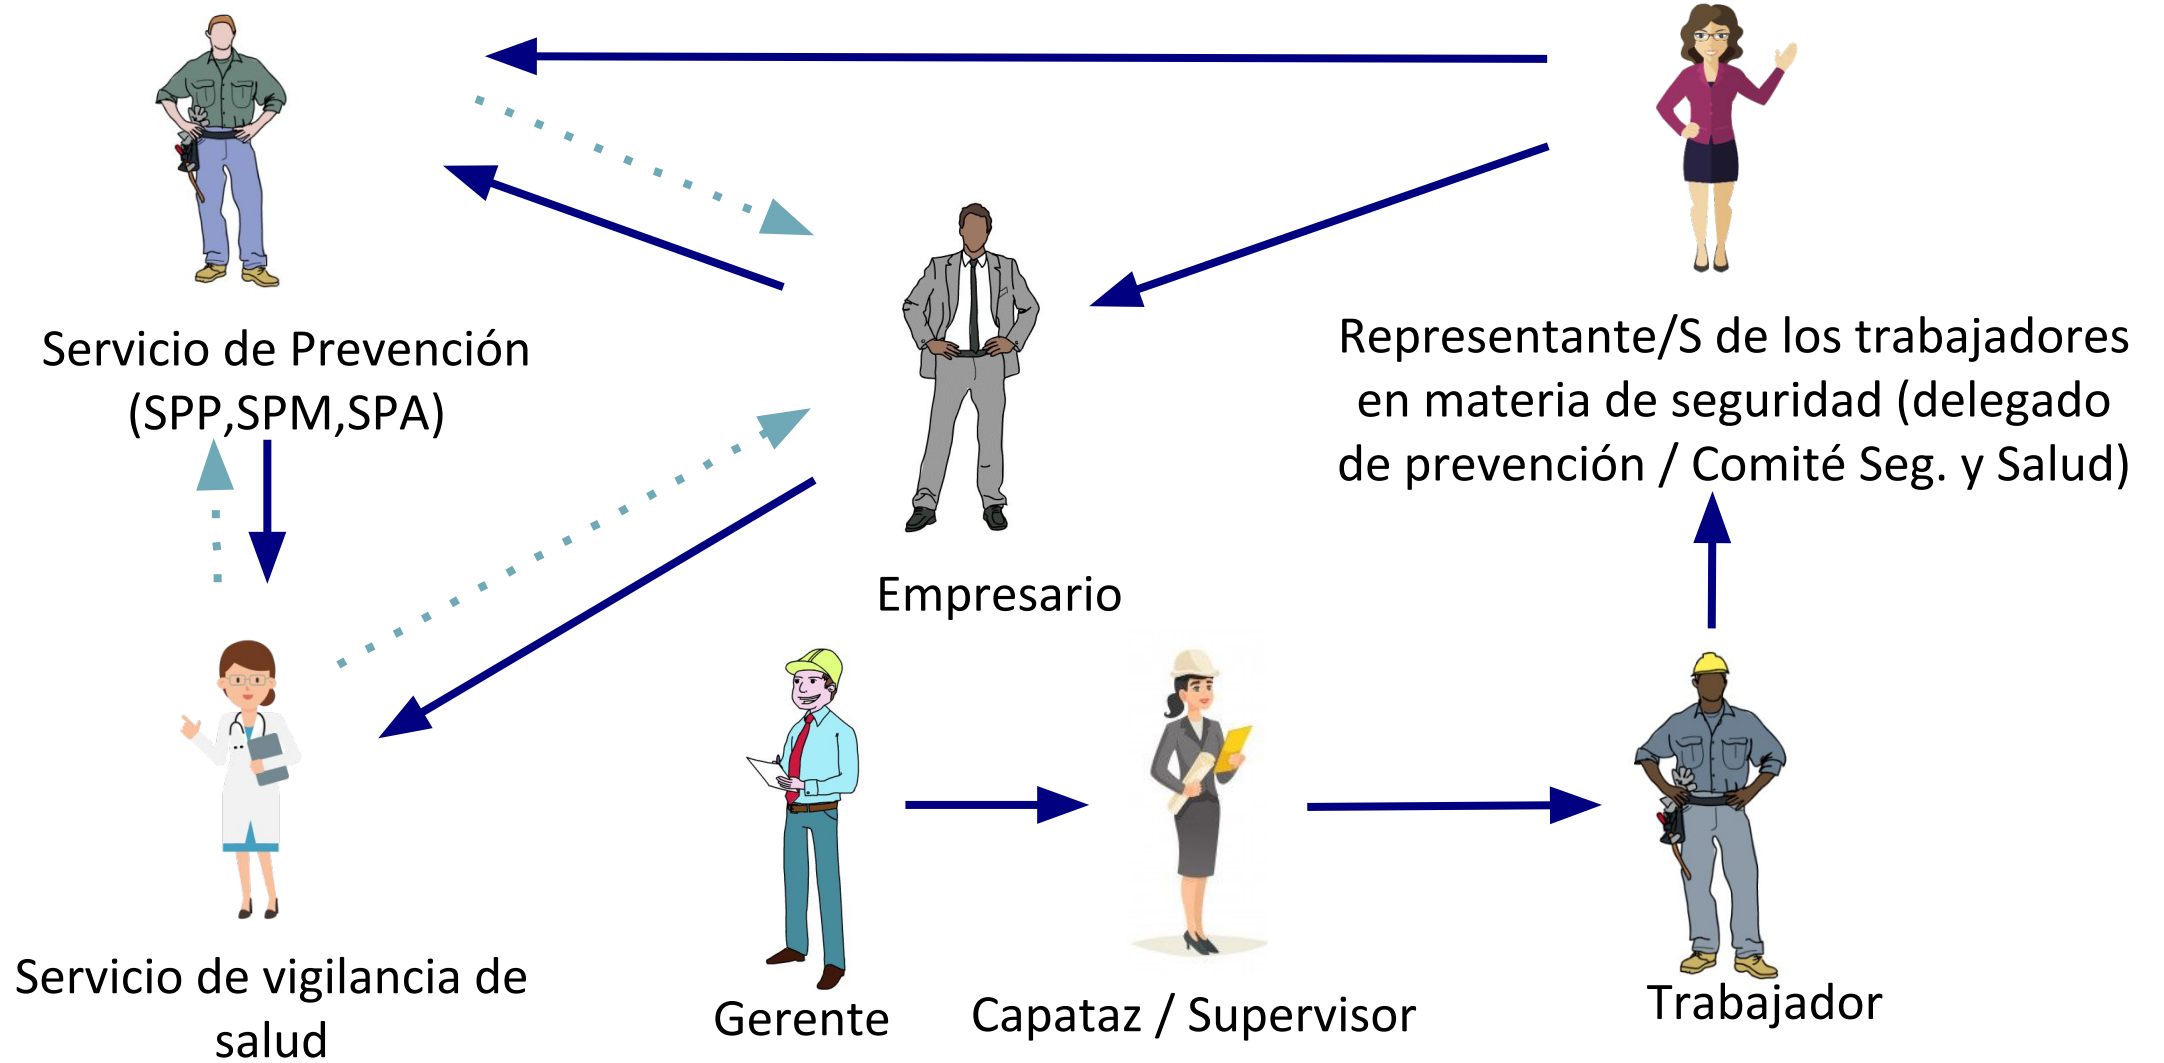 Servicio de Prevención
(SPP,SPM,SPA)
Representante/S de los trabajadores
en materia de seguridad (delegado
de prevención / Comité Seg. y Salud)
Empresario
Servicio de vigilancia de
salud
Gerente
Capataz / Supervisor
Trabajador